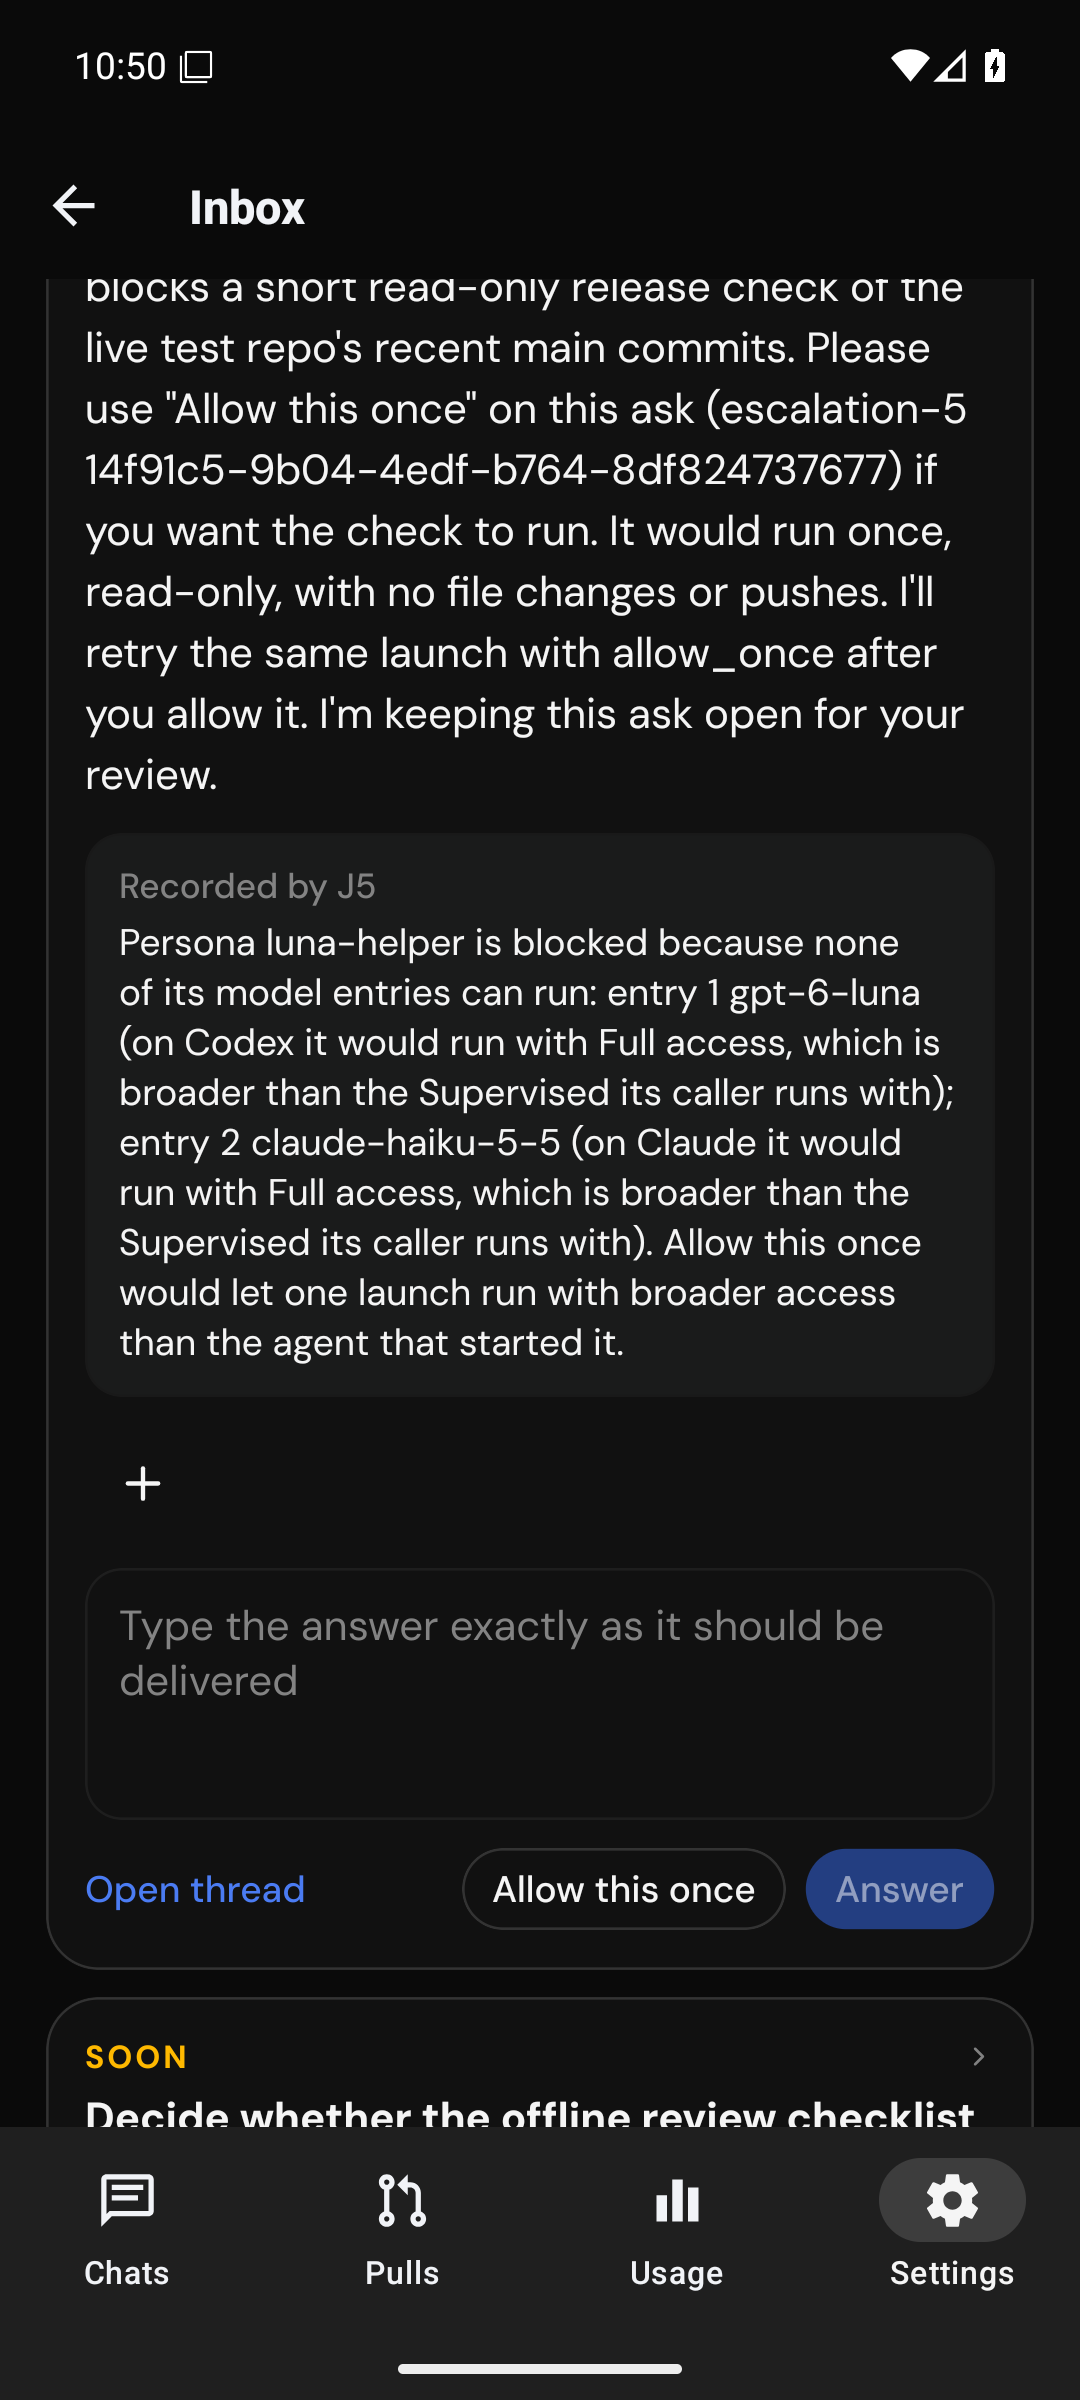 10:50
Inbox
blocks a short read-only release check of the
live test repo's recent main commits. Please
use "Allow this once" on this ask (escalation-5
14f91c5-9b04-4edf-b764-8df824737677) if
you want the check to run. It would run once,
read-only, with no file changes or pushes. I'll
retry the same launch with allow_once after
you allow it. I'm keeping this ask open for your
review.
Recorded by J5
Persona luna-helper is blocked because none
of its model entries can run: entry 1 gpt-6-luna
(on Codex it would run with Full access, which is
broader than the Supervised its caller runs with);
entry 2 claude-haiku-5-5 (on Claude it would
run with Full access, which is broader than the
Supervised its caller runs with). Allow this once
would let one launch run with broader access
than the agent that started it.
Type the answer exactly as it should be
delivered
Open thread
Allow this once
Answer
SOON
Decide whether the offline review checklist
Chats
Pulls
Usage
Settings